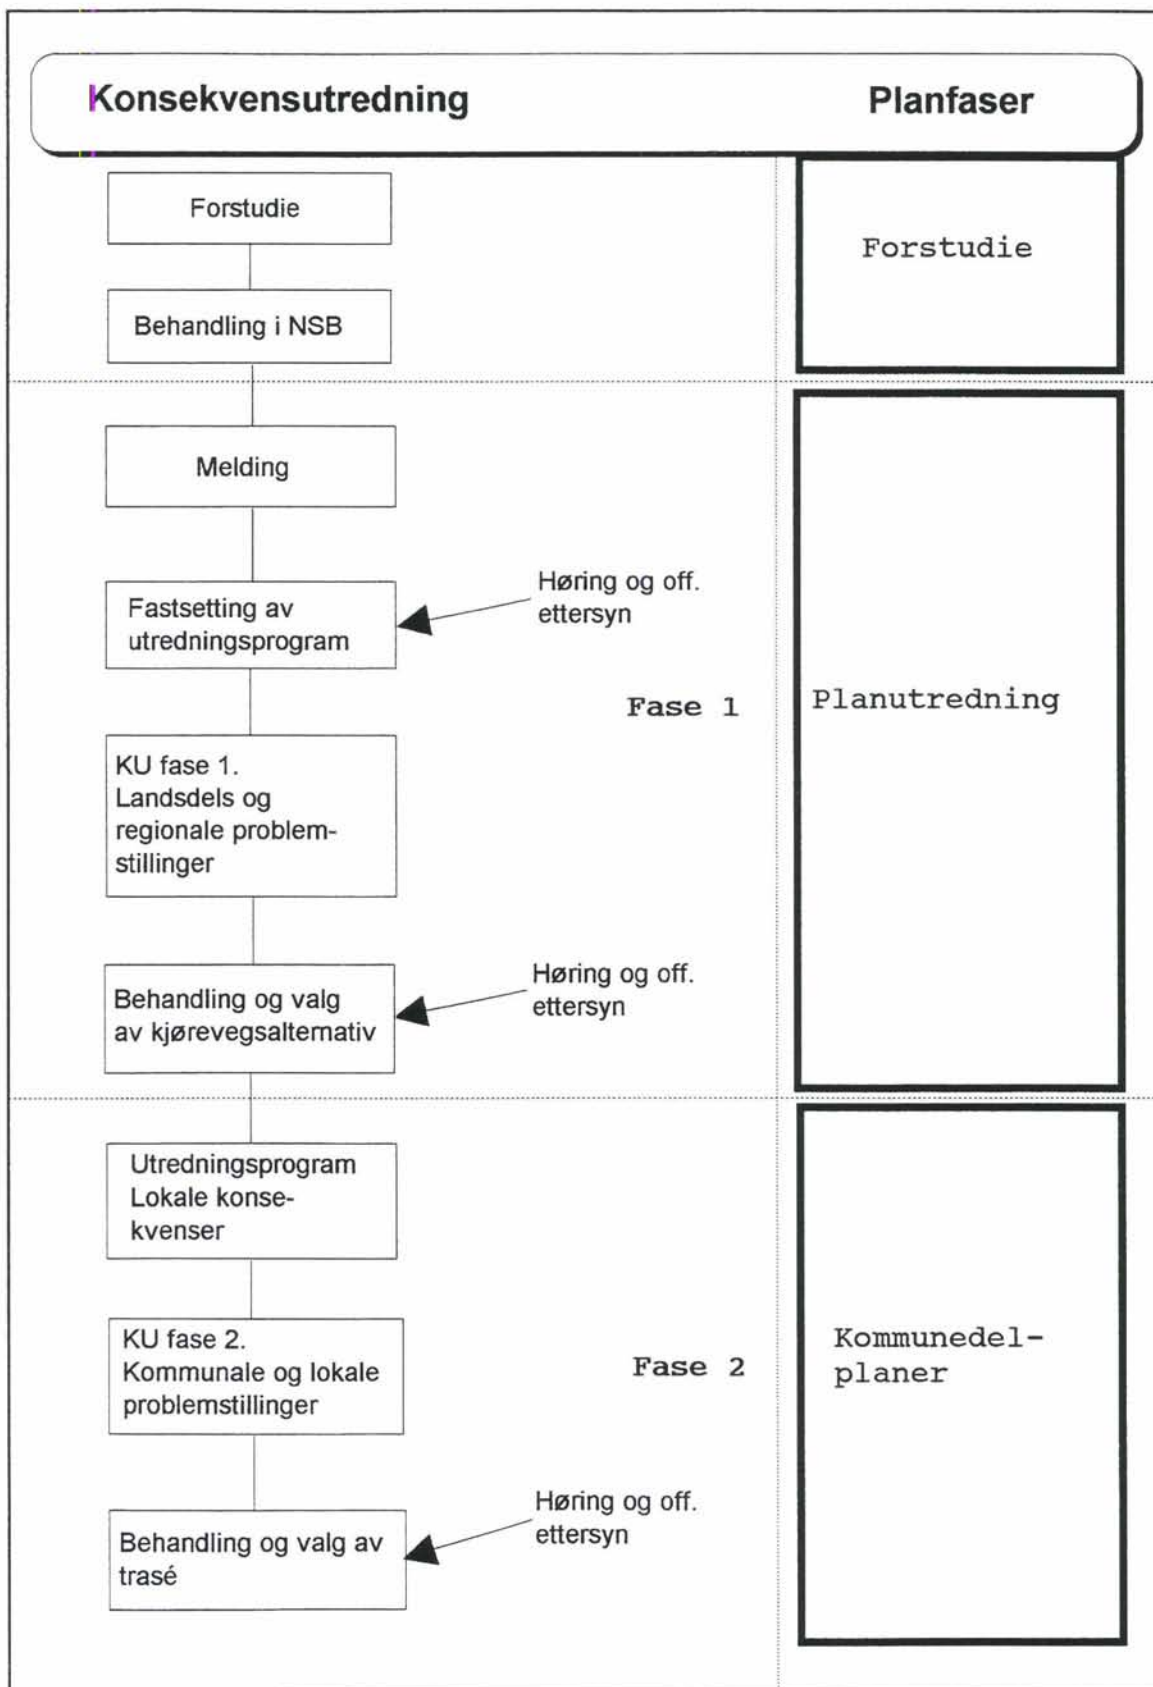 Konsekvensutredning
Planfaser
Forstudie
Forstudie
Behandling i NSB
Melding
Høring og off.
ettersyn
Fastsetting av
utredningsprogram
Fase 1
Planutredning
KU fase 1.
Landsdels og
regionale problem-
stillinger
Høring og off.
ettersyn
Behandling og valg
av kjørevegsalternativ
Utredningsprogram
Lokale konse-
kvenser
KU fase 2.
Kommunale og lokale
problemstillinger
Fase 2
Kommunedel-
planer
Høring og off.
ettersyn
Behandling og valg av
trasé